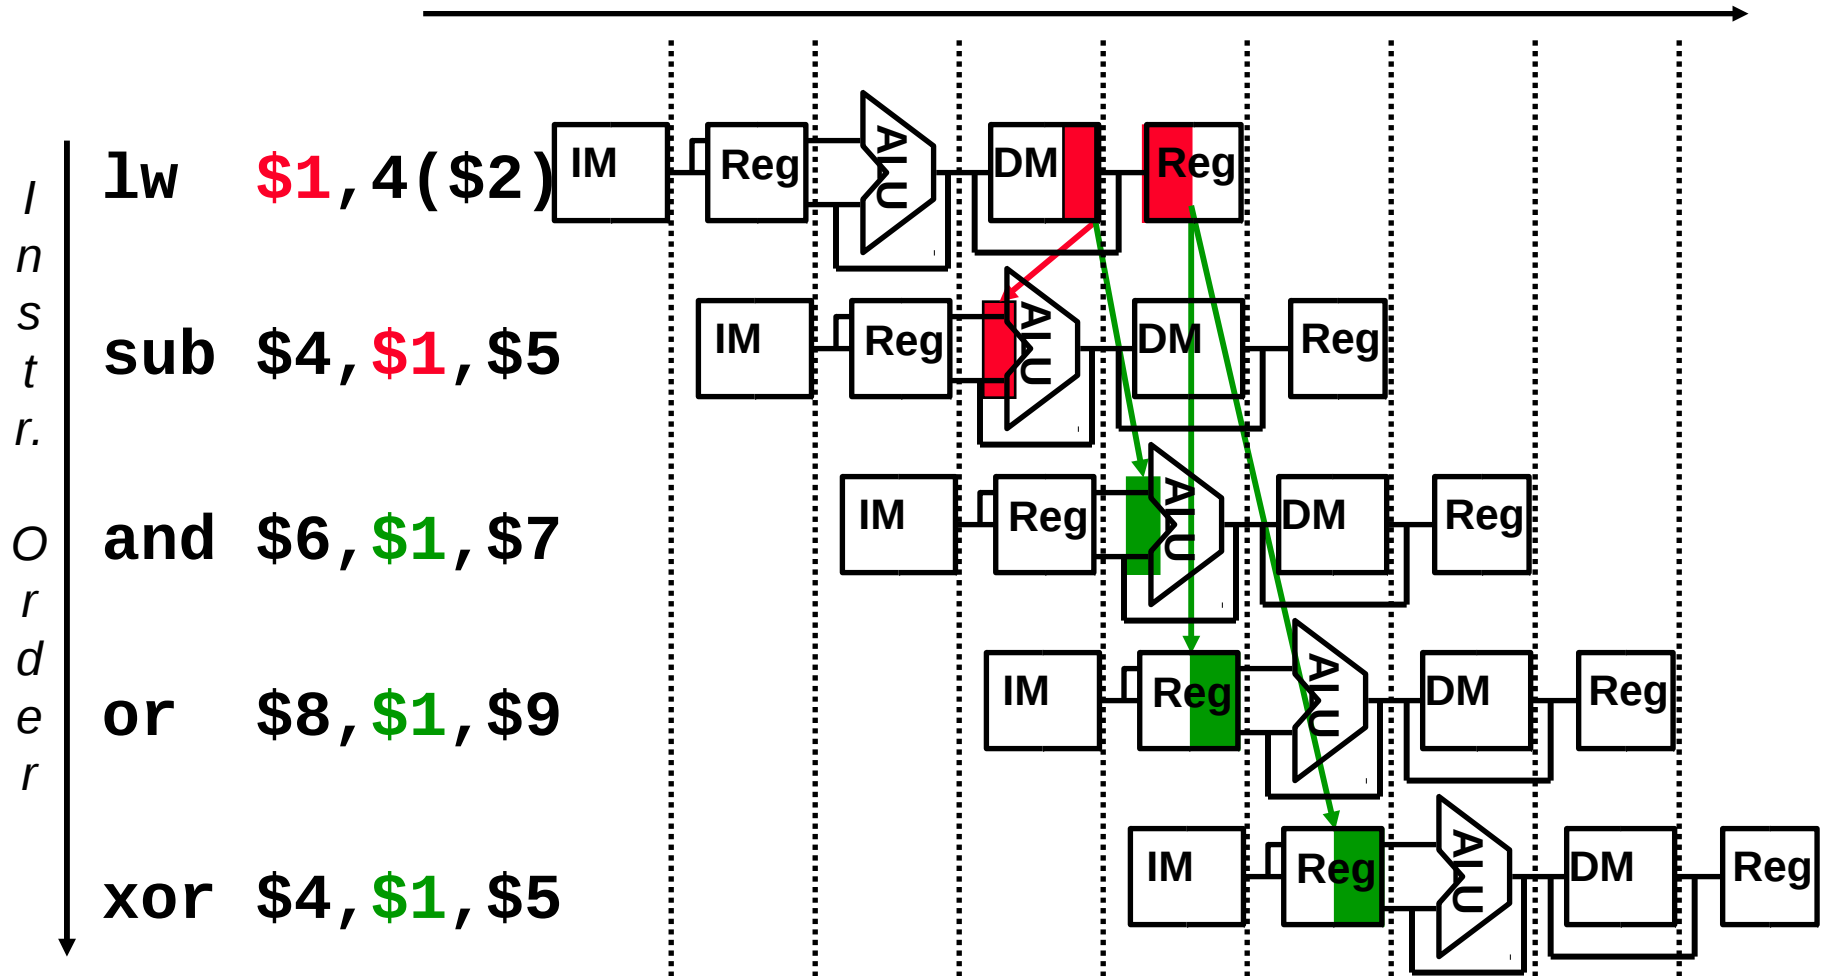 Instr. Order
lw $1,4($2) IM Reg ALU DM Reg
sub $4,$1,$5 IM Reg ALU DM Reg
and $6,$1,$7 IM Reg ALU DM Reg
or $8,$1,$9 IM Reg ALU DM Reg
xor $4,$1,$5 IM Reg ALU DM Reg